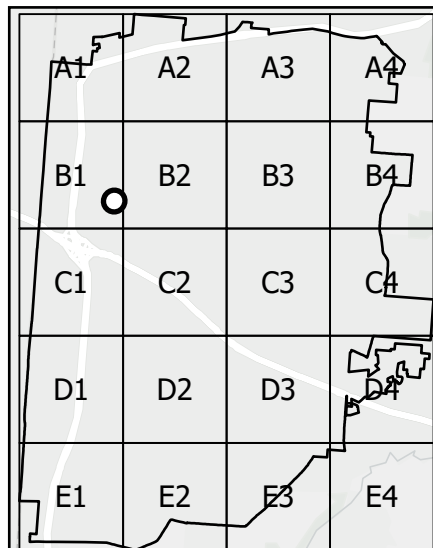 A1 A2 A3 A4
B1 B2 B3 B4
C1 C2 C3 C4
D1 D2 D3 D4
E1 E2 E3 E4